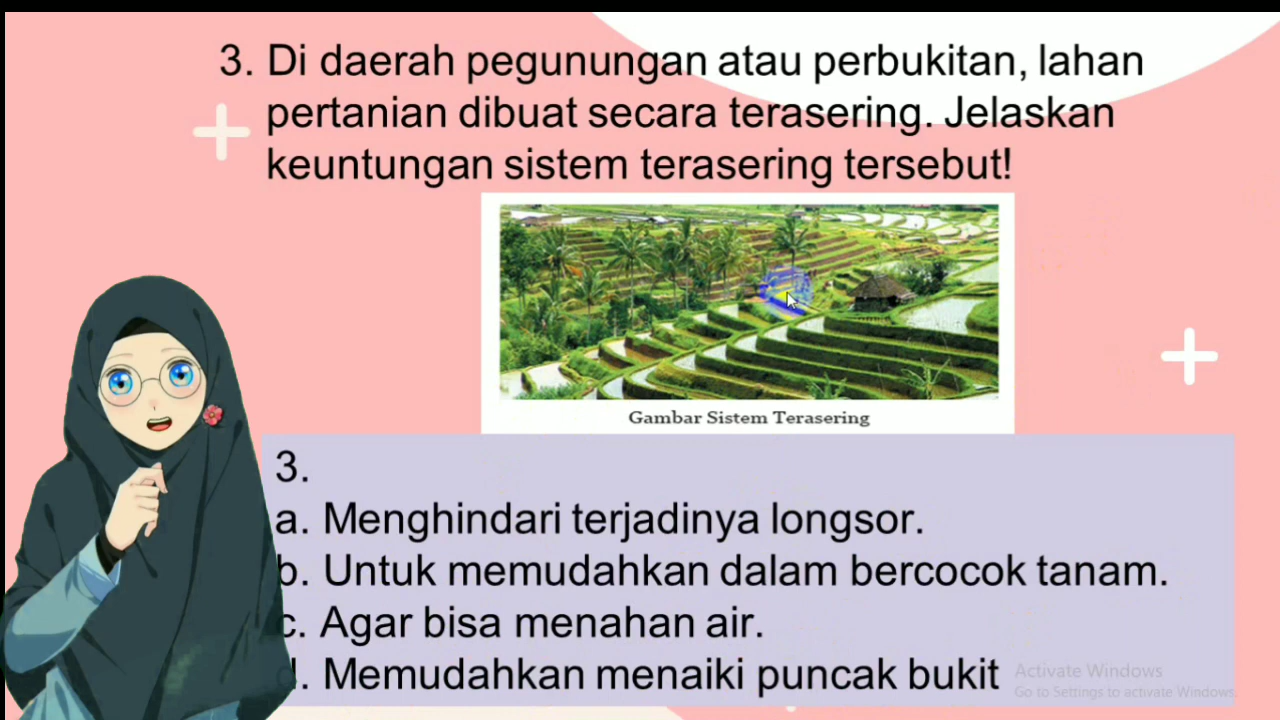 3. Di daerah pegunungan atau perbukitan, lahan
pertanian dibuat secara terasering. Jelaskan
keuntungan sistem terasering tersebut!
Gambar Sistem Terasering
3.
a. Menghindari terjadinya longsor.
b. Untuk memudahkan dalam bercocok tanam.
c. Agar bisa menahan air.
d. Memudahkan menaiki puncak bukit
Activate Windows
Go to Settings to activate Windows.